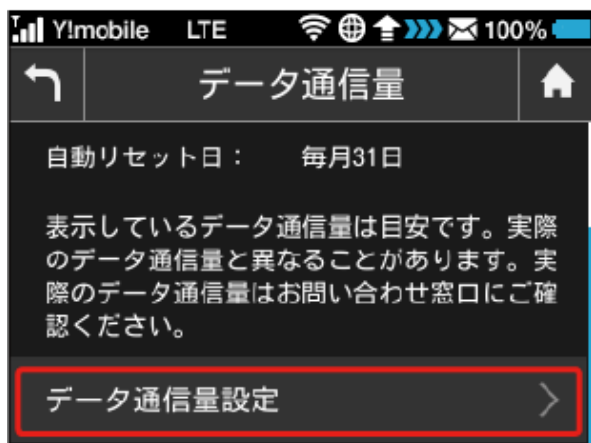 Y!mobile LTE 100%
データ通信量
自動リセット日： 毎月31日
表示しているデータ通信量は目安です。実際
のデータ通信量と異なることがあります。実
際のデータ通信量はお問い合わせ窓口にご確
認ください。
データ通信量設定